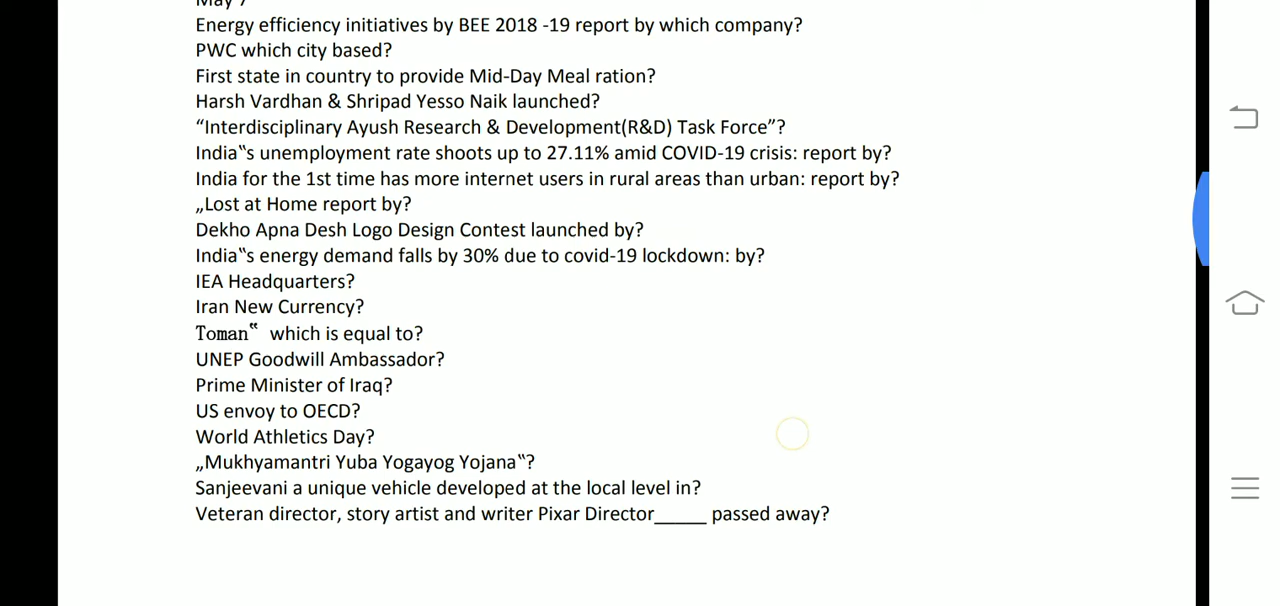 May 7
Energy efficiency initiatives by BEE 2018 -19 report by which company?
PWC which city based?
First state in country to provide Mid-Day Meal ration?
Harsh Vardhan & Shripad Yesso Naik launched?
“Interdisciplinary Ayush Research & Development(R&D) Task Force”?
India‟s unemployment rate shoots up to 27.11% amid COVID-19 crisis: report by?
India for the 1st time has more internet users in rural areas than urban: report by?
„Lost at Home report by?
Dekho Apna Desh Logo Design Contest launched by?
India‟s energy demand falls by 30% due to covid-19 lockdown: by?
IEA Headquarters?
Iran New Currency?
Toman‟ which is equal to?
UNEP Goodwill Ambassador?
Prime Minister of Iraq?
US envoy to OECD?
World Athletics Day?
„Mukhyamantri Yuba Yogayog Yojana‟?
Sanjeevani a unique vehicle developed at the local level in?
Veteran director, story artist and writer Pixar Director_____ passed away?